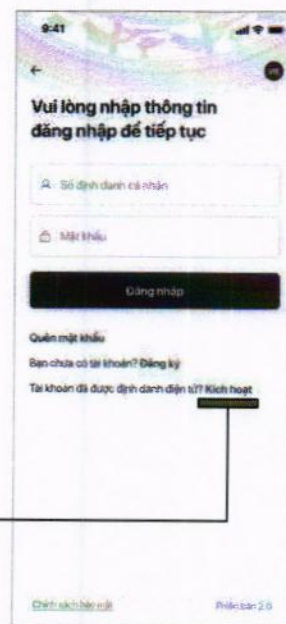 9:41
VN
Vui lòng nhập thông tin
đăng nhập để tiếp tục
Số định danh cá nhân
Mật khẩu
Đăng nhập
Quên mật khẩu
Bạn chưa có tài khoản? Đăng ký
Tài khoản đã được định danh điện tử? Kích hoạt
Chính sách bảo mật
Phiên bản 2.0